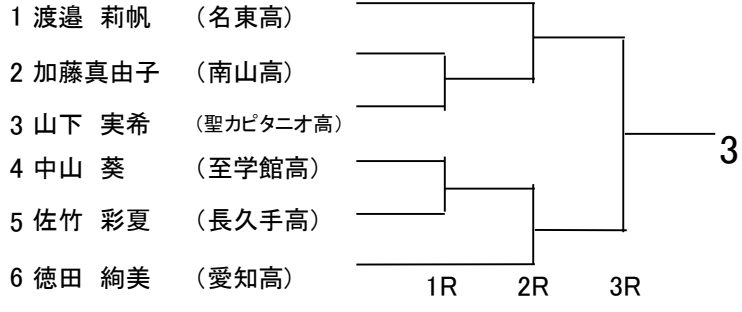 1 渡邉 莉帆 （名東高）
2 加藤真由子 （南山高）
3 山下 実希 （聖カピタニオ高）
3
4 中山 葵 （至学館高）
5 佐竹 彩夏 （長久手高）
6 徳田 絢美 （愛知高）
1R 2R 3R